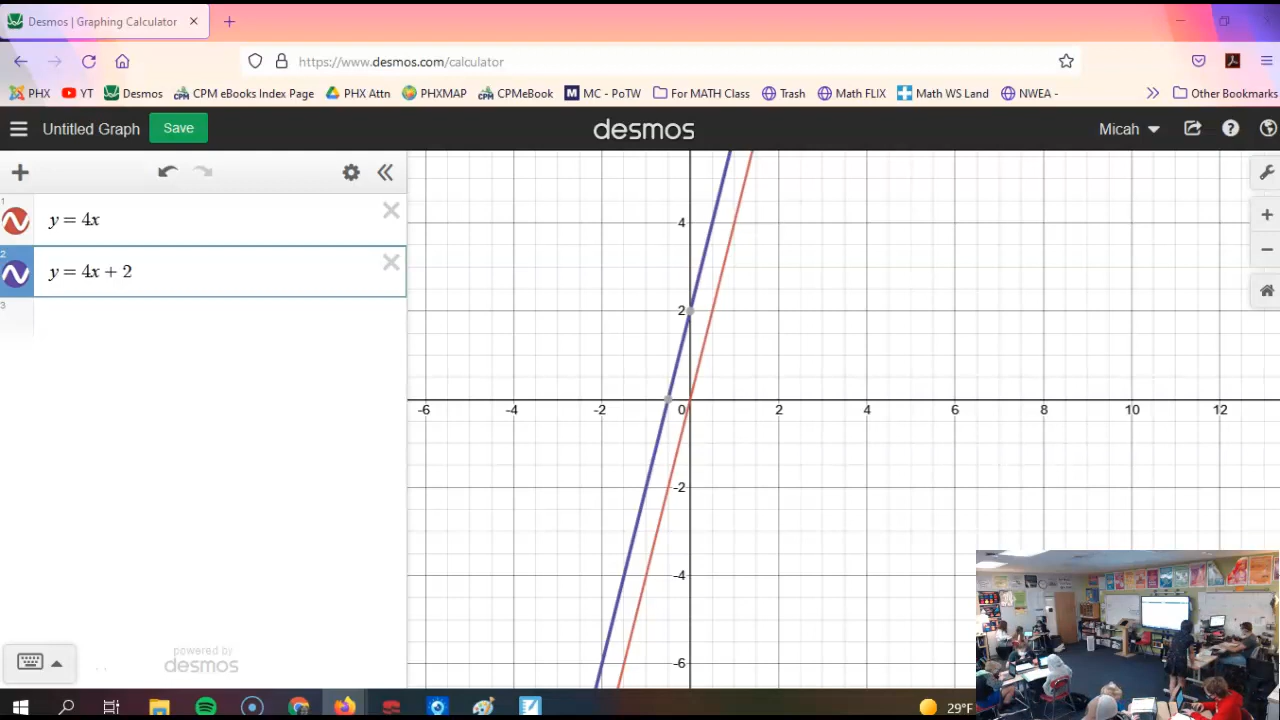 Desmos | Graphing Calculator
https://www.desmos.com/calculator
PHX YT Desmos CPM eBooks Index Page PHX Attn PHXMAP CPMeBook MC - PoTW For MATH Class Trash Math FLIX Math WS Land NWEA - Other Bookmarks
Untitled Graph Save desmos Micah
1 y = 4x
2 y = 4x + 2
3
4
2
-6 -4 -2 0 2 4 6 8 10 12
-2
-4
-6
powered by
desmos
29°F